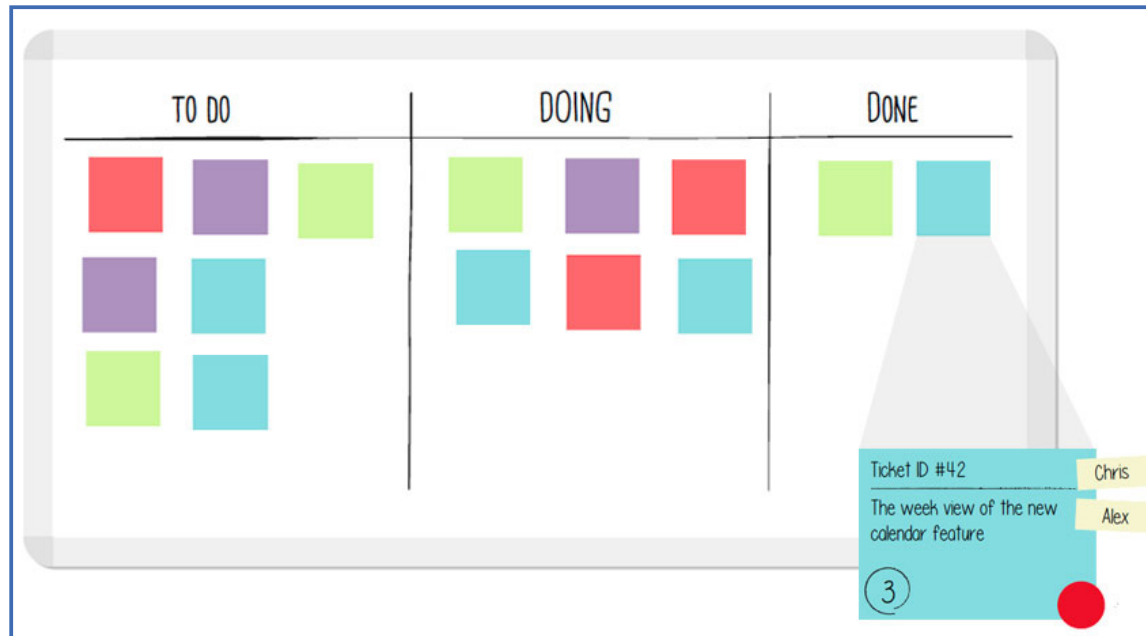 TO DO
DOING
DONE
Ticket ID #42
Chris
The week view of the new
calendar feature
Alex
3